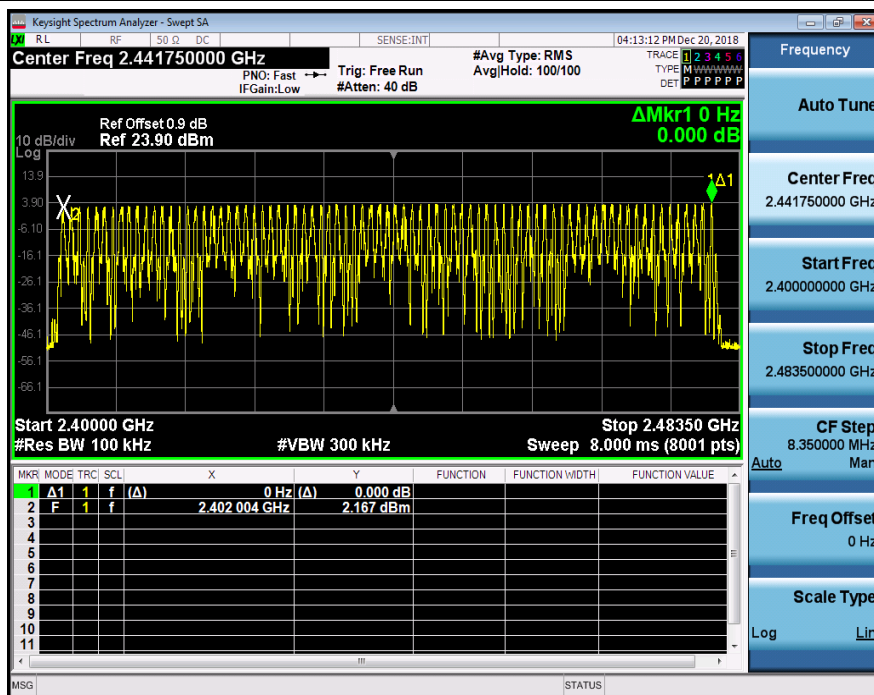 Keysight Spectrum Analyzer - Swept SA
LXI RL RF 50 Ω DC SENSE:INT 04:13:12 PM Dec 20, 2018
Center Freq 2.441750000 GHz
PNO: Fast
IFGain:Low
Trig: Free Run
#Atten: 40 dB
#Avg Type: RMS
Avg|Hold: 100/100
TRACE 1 2 3 4 5 6
TYPE M WWWWW
DET P P P P P P
ΔMkr1 0 Hz
0.000 dB
Ref Offset 0.9 dB
10 dB/div Ref 23.90 dBm
Log
13.9
3.90
-6.10
-16.1
-26.1
-36.1
-46.1
-56.1
-66.1
X2
1Δ1
Start 2.40000 GHz Stop 2.48350 GHz
#Res BW 100 kHz #VBW 300 kHz Sweep 8.000 ms (8001 pts)
MKR MODE TRC SCL X Y FUNCTION FUNCTION WIDTH FUNCTION VALUE
1 Δ1 1 f (Δ) 0 Hz (Δ) 0.000 dB
2 F 1 f 2.402 004 GHz 2.167 dBm
3
4
5
6
7
8
9
10
11
MSG STATUS
Frequency
Auto Tune
Center Freq
2.441750000 GHz
Start Freq
2.400000000 GHz
Stop Freq
2.483500000 GHz
CF Step
8.350000 MHz
Auto Man
Freq Offset
0 Hz
Scale Type
Log Lin